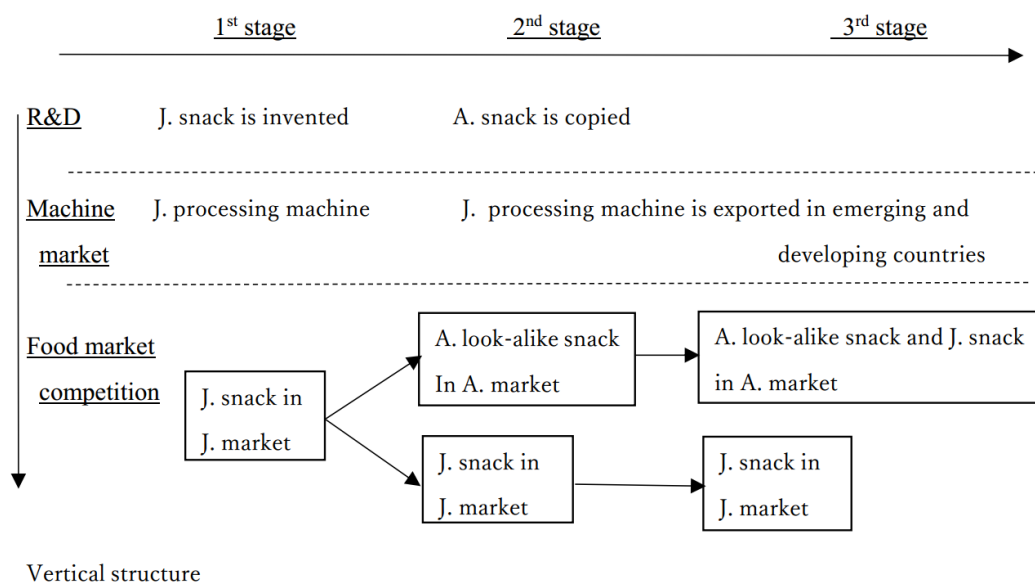 1st stage 2nd stage 3rd stage
R&D J. snack is invented A. snack is copied
Machine J. processing machine J. processing machine is exported in emerging and
market developing countries
Food market
competition
J. snack in
J. market
A. look-alike snack
In A. market
A. look-alike snack and J. snack
in A. market
J. snack in
J. market
J. snack in
J. market
Vertical structure